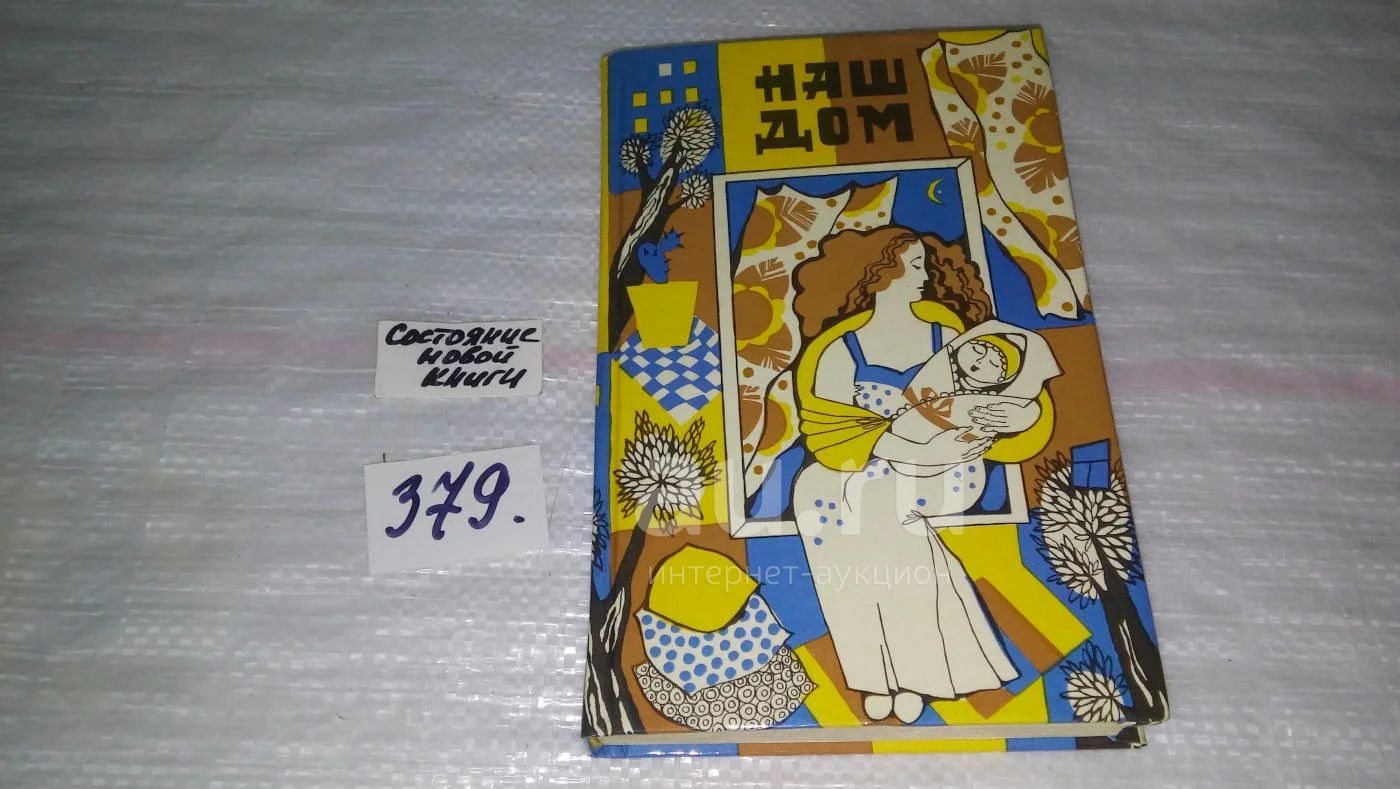 НАШ
ДОМ
Состояние
новой
книги
379.
au.ru
интернет-аукцион